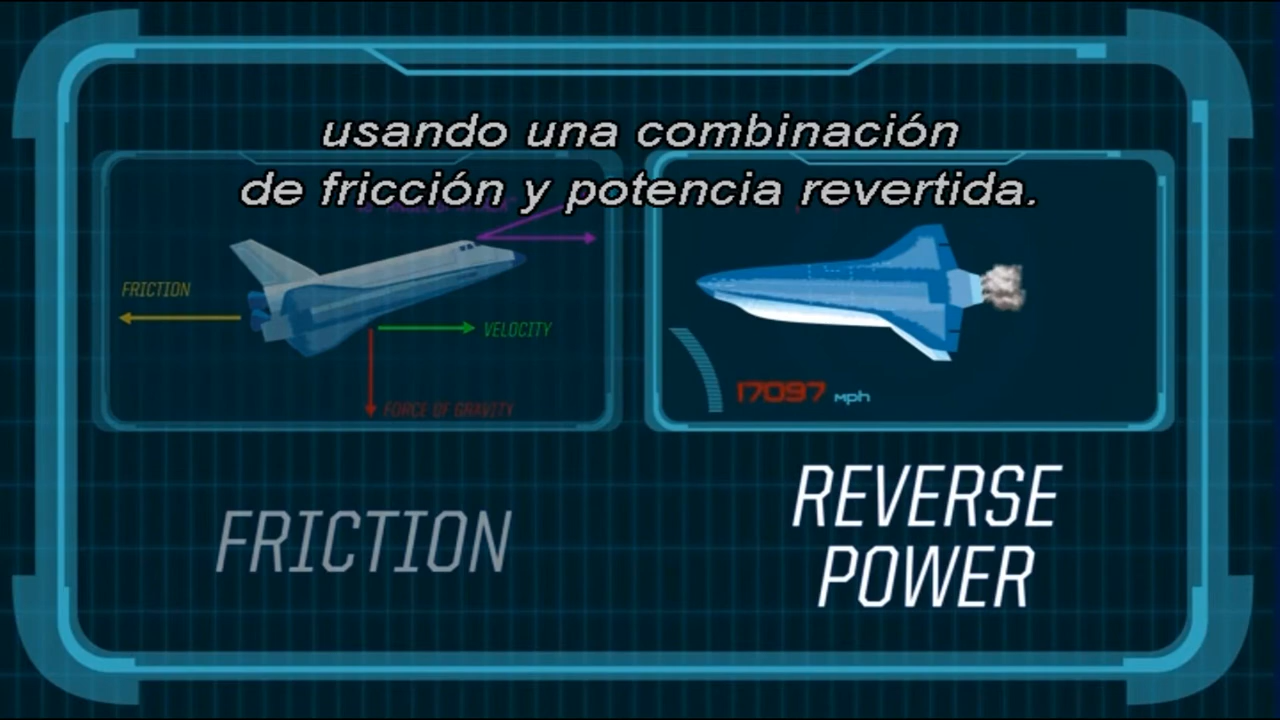 usando una combinación
de fricción y potencia revertida.
FRICTION
VELOCITY
FORCE OF GRAVITY
17097 mph
FRICTION
REVERSE
POWER